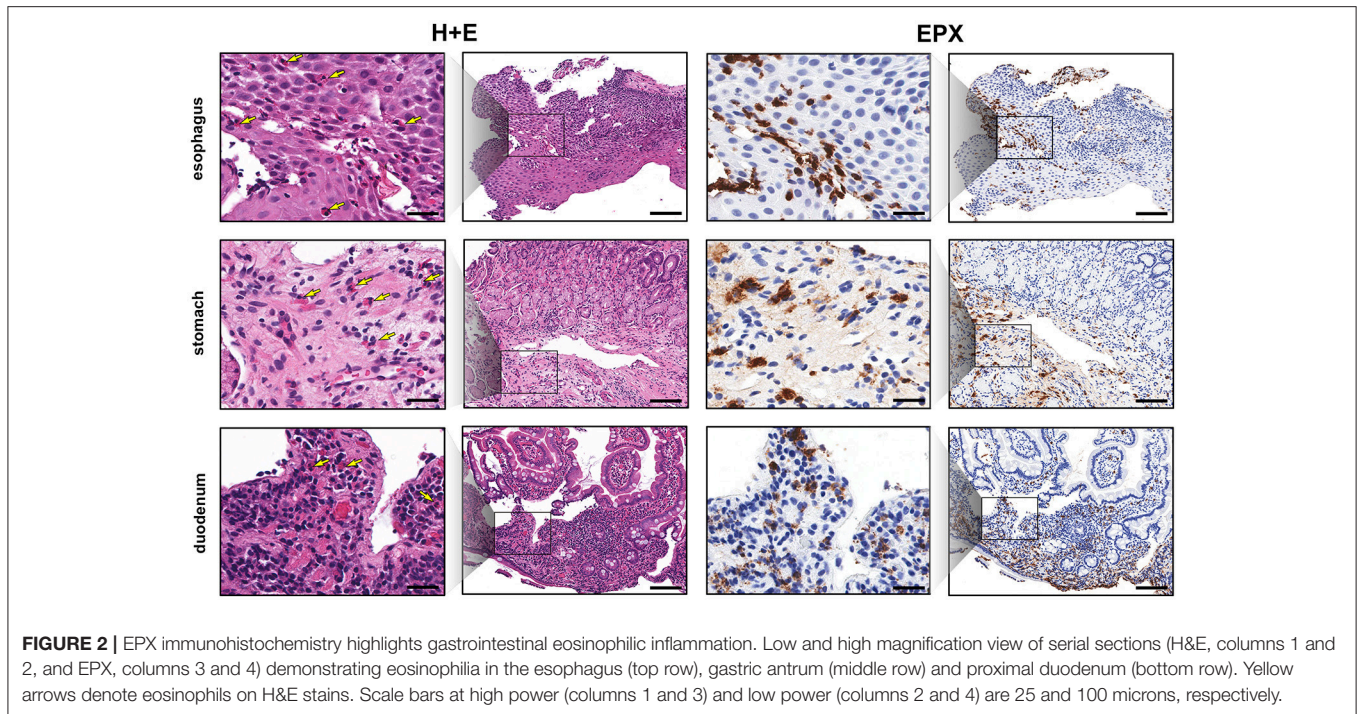 H+E
EPX
esophagus
stomach
duodenum
FIGURE 2 | EPX immunohistochemistry highlights gastrointestinal eosinophilic inflammation. Low and high magnification view of serial sections (H&E, columns 1 and
2, and EPX, columns 3 and 4) demonstrating eosinophilia in the esophagus (top row), gastric antrum (middle row) and proximal duodenum (bottom row). Yellow
arrows denote eosinophils on H&E stains. Scale bars at high power (columns 1 and 3) and low power (columns 2 and 4) are 25 and 100 microns, respectively.